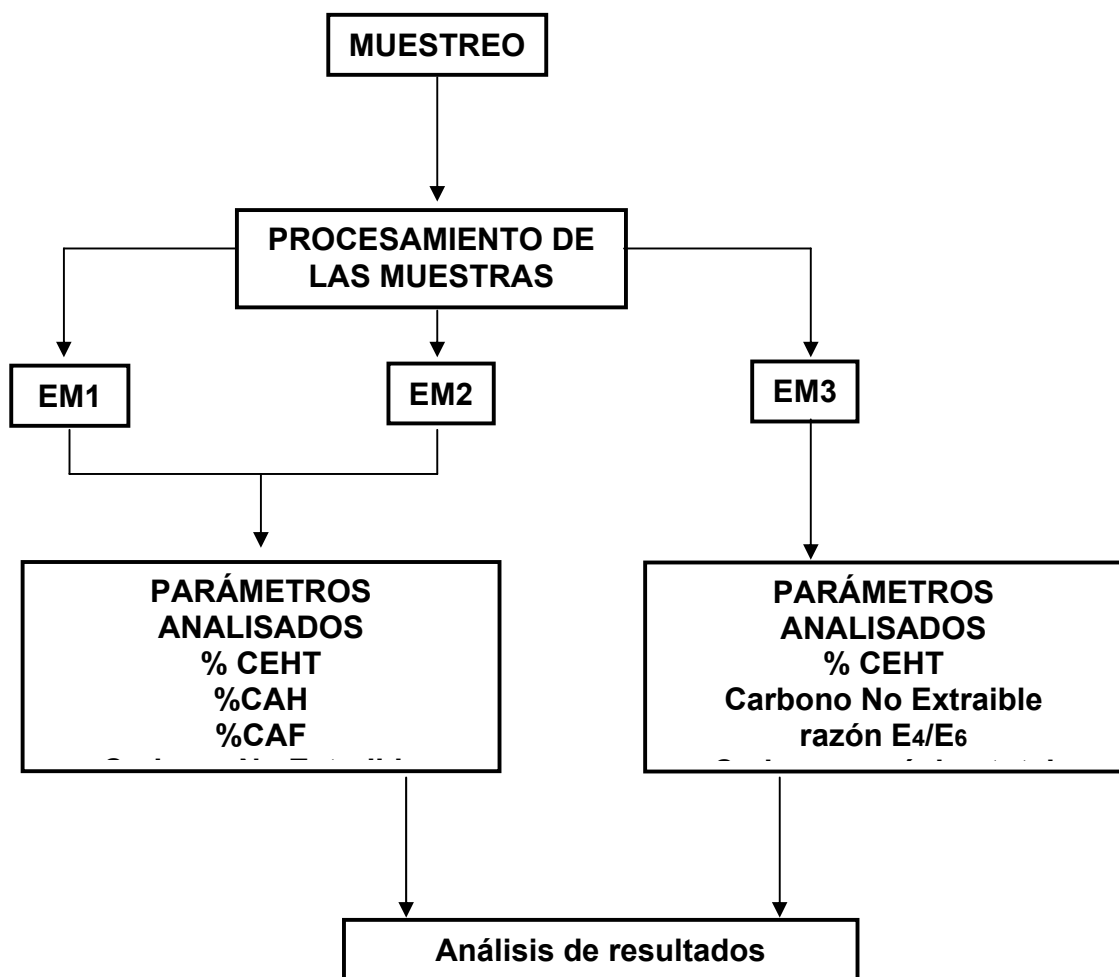 MUESTREO
PROCESAMIENTO DE
LAS MUESTRAS
EM1
EM2
EM3
PARÁMETROS
ANALISADOS
% CEHT
%CAH
%CAF
PARÁMETROS
ANALISADOS
% CEHT
Carbono No Extraible
razón E4/E6
Análisis de resultados